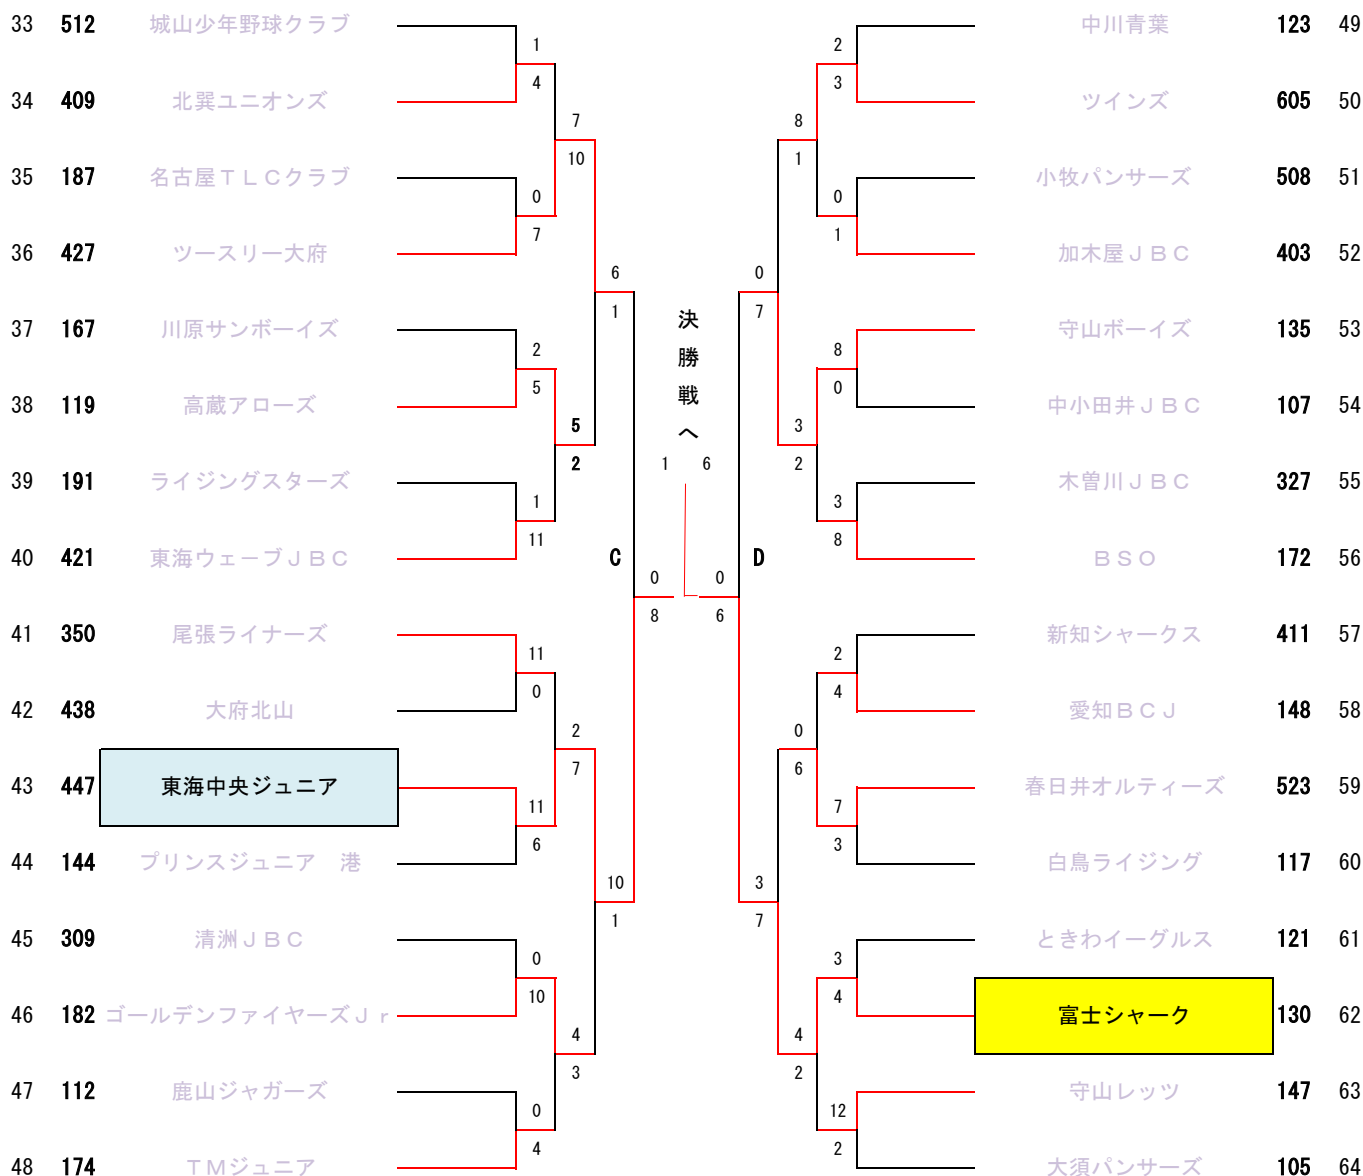 33 512 城山少年野球クラブ
1
4
34 409 北巽ユニオンズ
7
10
35 187 名古屋ＴＬＣクラブ
0
7
36 427 ツースリー大府
6
1
37 167 川原サンボーイズ
2
5
38 119 高蔵アローズ
5
2
39 191 ライジングスターズ
1
11
40 421 東海ウェーブＪＢＣ
C
0
8
41 350 尾張ライナーズ
11
0
42 438 大府北山
2
7
43 447 東海中央ジュニア
11
6
44 144 プリンスジュニア　港
10
1
45 309 清洲ＪＢＣ
0
10
46 182 ゴールデンファイヤーズＪｒ
4
3
47 112 鹿山ジャガーズ
0
4
48 174 ＴＭジュニア
決勝戦へ
1 6
中川青葉 123 49
2
3
ツインズ 605 50
8
1
小牧パンサーズ 508 51
0
1
加木屋ＪＢＣ 403 52
0
7
守山ボーイズ 135 53
8
0
中小田井ＪＢＣ 107 54
3
2
木曽川ＪＢＣ 327 55
3
8
ＢＳＯ 172 56
D
0
6
新知シャークス 411 57
2
4
愛知ＢＣＪ 148 58
0
6
春日井オルティーズ 523 59
7
3
白鳥ライジング 117 60
3
7
ときわイーグルス 121 61
3
4
富士シャーク 130 62
4
2
守山レッツ 147 63
12
2
大須パンサーズ 105 64